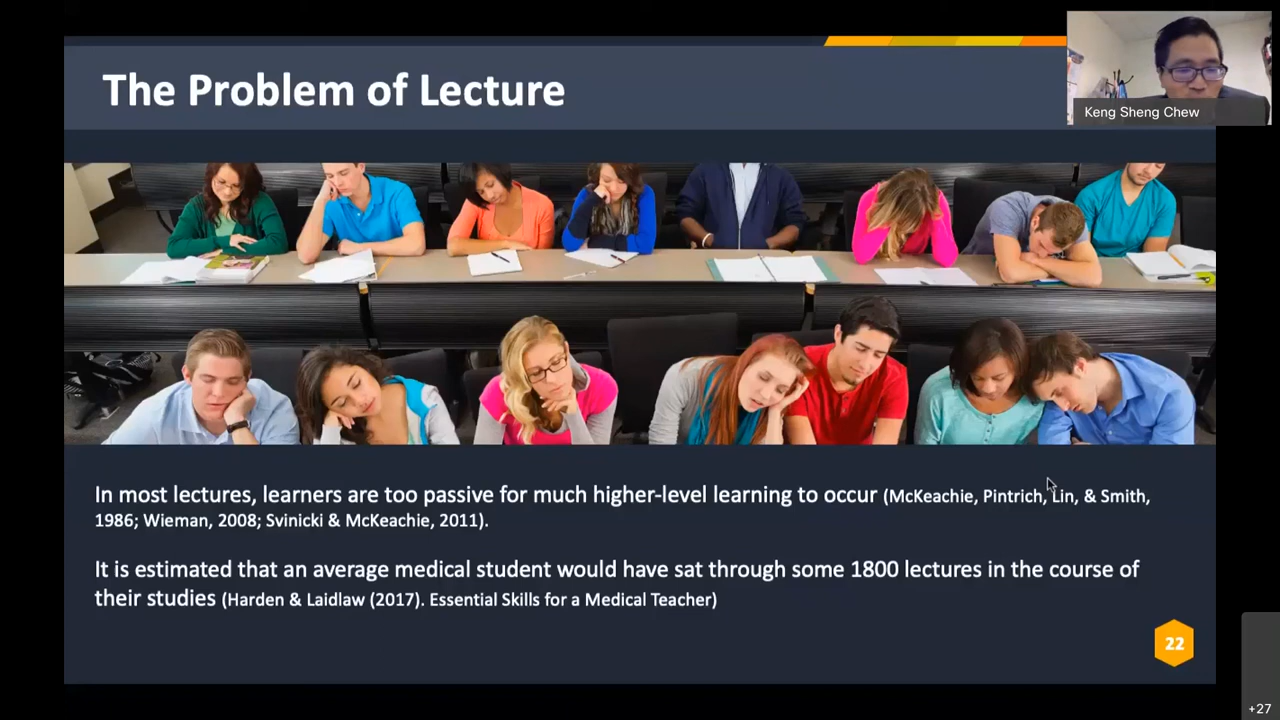 The Problem of Lecture
Keng Sheng Chew
In most lectures, learners are too passive for much higher-level learning to occur (McKeachie, Pintrich, Lin, & Smith,
1986; Wieman, 2008; Svinicki & McKeachie, 2011).
It is estimated that an average medical student would have sat through some 1800 lectures in the course of
their studies (Harden & Laidlaw (2017). Essential Skills for a Medical Teacher)
22
+27